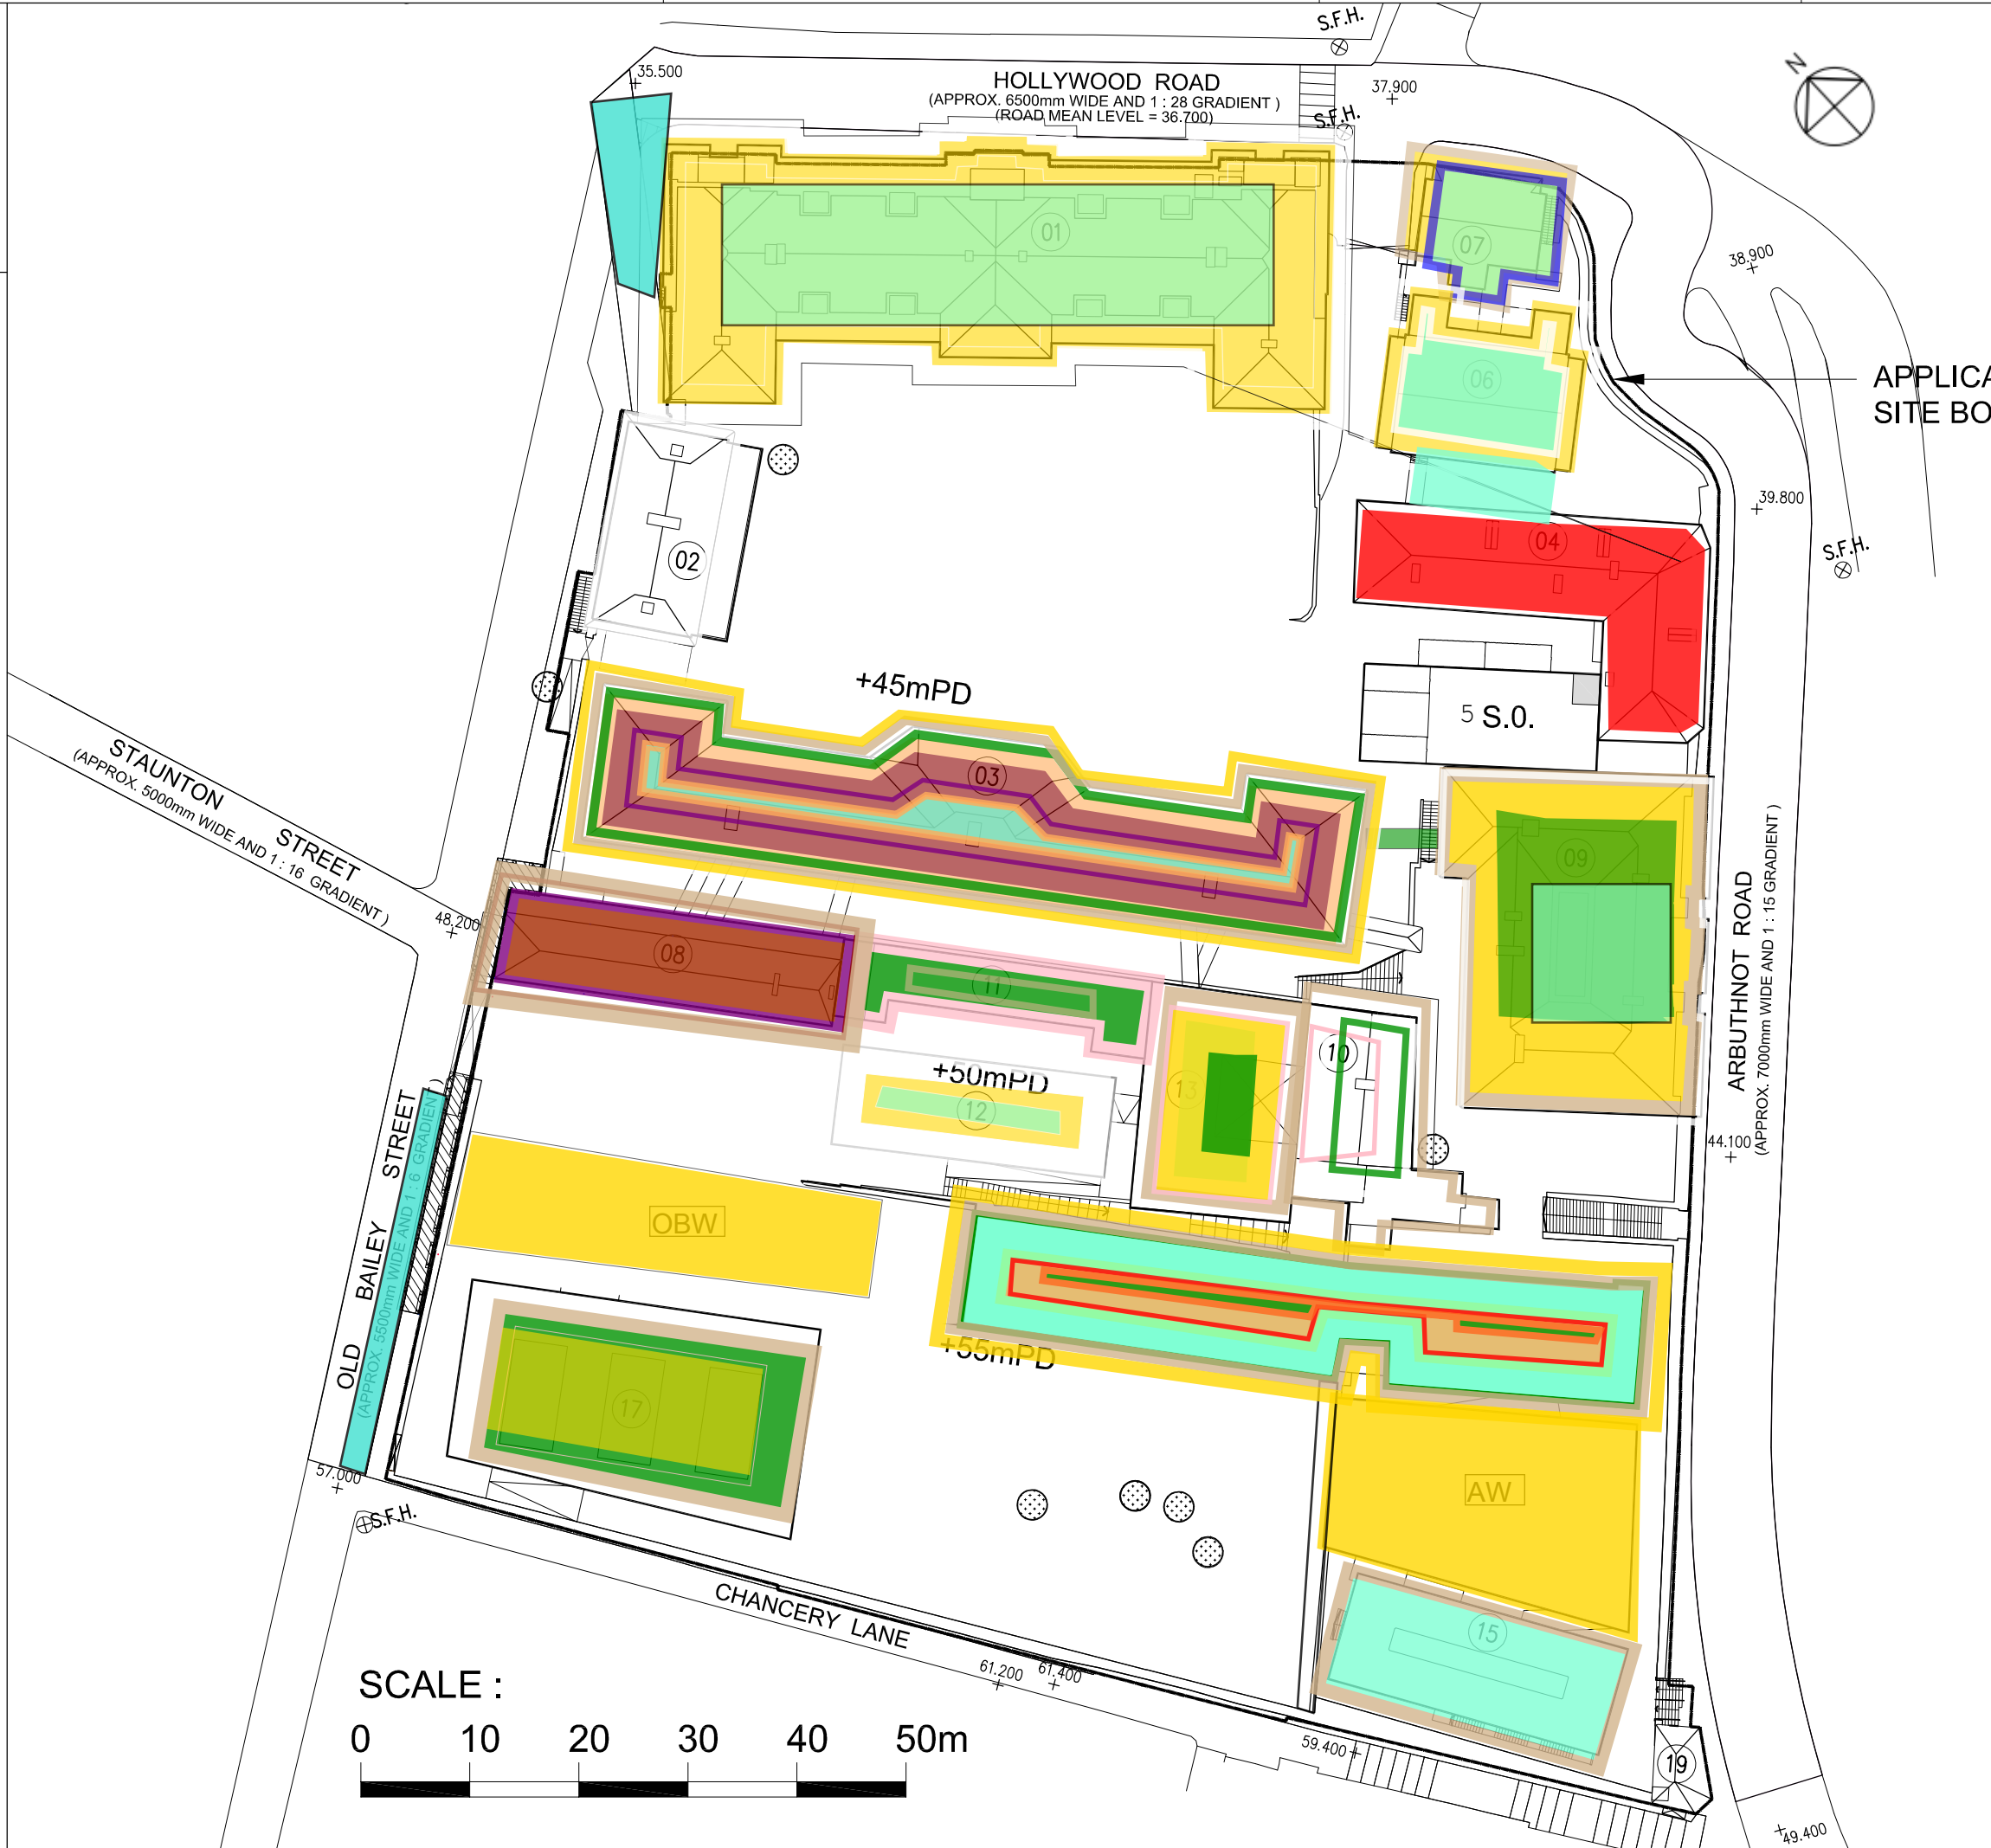 S.F.H.
35.500
HOLLYWOOD ROAD
(APPROX. 6500mm WIDE AND 1 : 28 GRADIENT )
(ROAD MEAN LEVEL = 36.700)
37.900
S.F.H.
N
01
07
38.900
06
APPLICA
SITE BO
39.800
04
S.F.H.
02
+45mPD
5 S.O.
03
STAUNTON STREET
(APPROX. 5000mm WIDE AND 1 : 16 GRADIENT )
48.200
09
08
11
ARBUTHNOT ROAD
(APPROX. 7000mm WIDE AND 1 : 15 GRADIENT )
10
+50mPD
13
12
44.100
OLD BAILEY STREET
(APPROX. 5500mm WIDE AND 1 : 6 GRADIENT)
OBW
+55mPD
17
57.000
S.F.H.
AW
CHANCERY LANE
15
61.200
61.400
59.400
19
49.400
SCALE :
0 10 20 30 40 50m